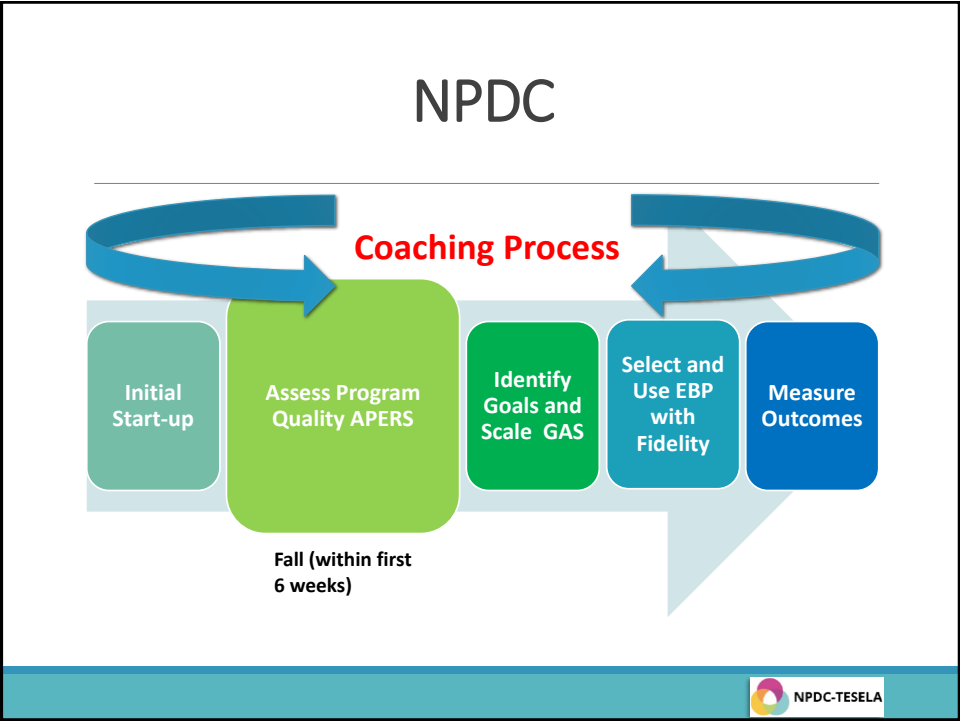 NPDC
Coaching Process
Initial
Start-up
Assess Program
Quality APERS
Identify
Goals and
Scale  GAS
Select and
Use EBP
with
Fidelity
Measure
Outcomes
Fall (within first
6 weeks)
NPDC-TESELA